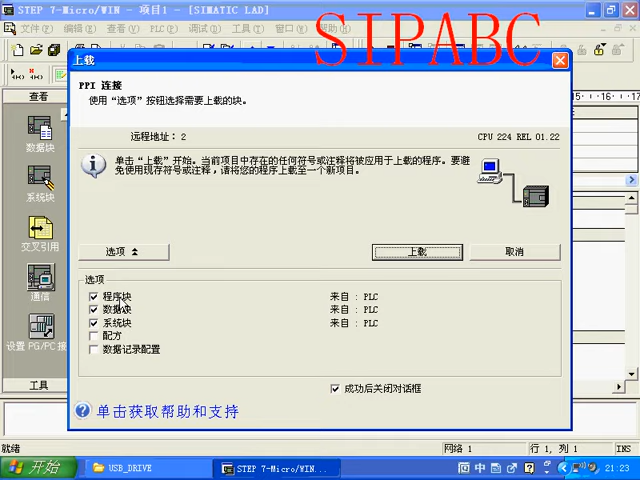 STEP 7-Micro/WIN - 项目1 - [SIMATIC LAD]
文件(F) 编辑(E) 查看(V) PLC(P) 调试(D) 工具(T) 窗口(W) 帮助(H)
SIPABC
上载
查看
PPI 连接
使用“选项”按钮选择需要上载的块。
远程地址: 2
CPU 224 REL 01.22
单击“上载”开始。当前项目中存在的任何符号或注释将被应用于上载的程序。要避
免使用现存符号或注释,请将您的程序上载至一个新项目。
数据块
系统块
交叉引用
通信
设置 PG/PC 接
工具
选项
上载
取消
选项
程序块 来自 : PLC
数据块 来自 : PLC
系统块 来自 : PLC
配方
数据记录配置
成功后关闭对话框
单击获取帮助和支持
就绪
网络 1
行 1, 列 1
INS
开始
USB_DRIVE
STEP 7-Micro/WIN...
中
21:23